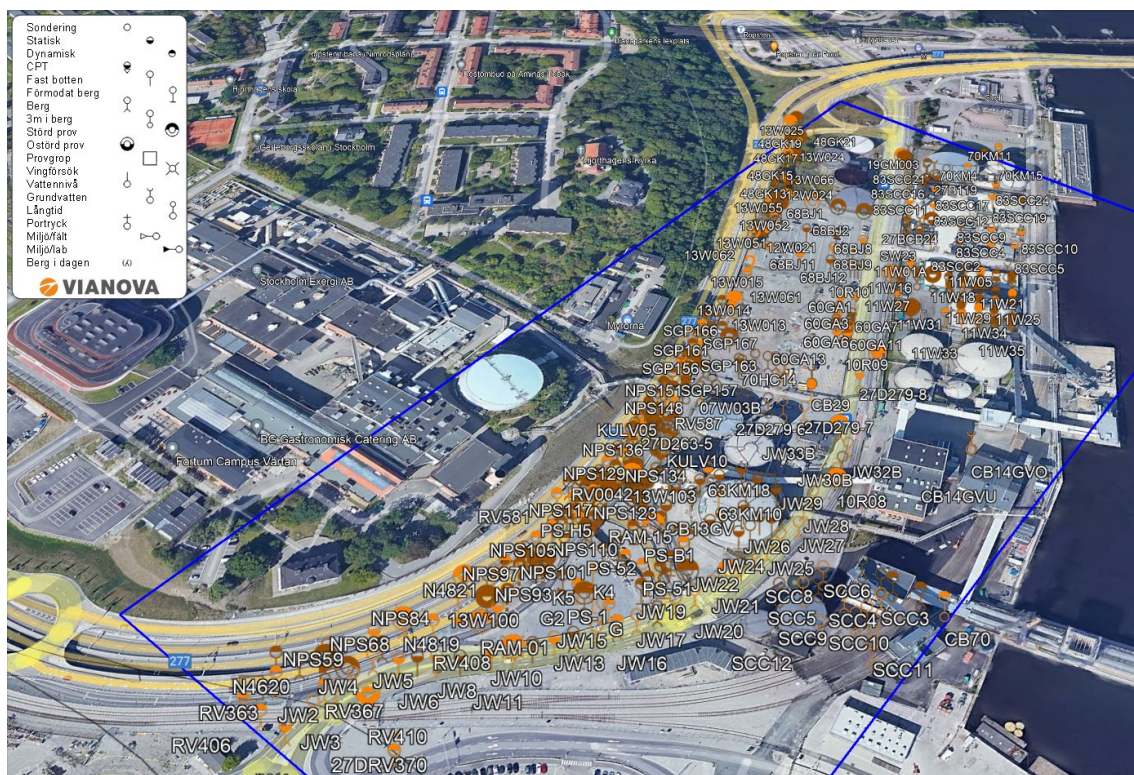 Sondering
Statisk
Dynamisk
CPT
Fast botten
Förmodat berg
Berg
3m i berg
Störd prov
Ostörd prov
Provgrop
Vingförsök
Vattennivå
Grundvatten
Långtid
Portryck
Miljö/fält
Miljö/lab
Berg i dagen
VIANOVA
Ropsten
277
Hjorthagens Kyrka
Stockholm Exergi AB
Myrorna
277
BG Gastronomisk Catering AB
Fortum Campus Värtan
13W025
48GK21
48GK19
13W024
48GK17
48GK15
13W066
48GK13
12W024
13W055
68BJ1
13W052
68BJ2
13W051
12W021
68BJ8
13W062
68BJ11
68BJ9
68BJ12
13W015
13W061
10R10
13W014
13W013
60GA1
60GA3
60GA7
60GA6
60GA11
60GA13
10R09
19GM003
70KM11
70KM4
70KM15
83SCC21
27B119
83SCC16
83SCC17
83SCC24
83SCC11
83SCC12
83SCC19
27BCB24
83SCC9
83SCC10
5W23
83SCC4
11W01A
83SCC2
83SCC5
11W05
11W16
11W18
11W21
11W27
11W29
11W25
11W31
11W34
11W33
11W35
SGP166
SGP167
SGP161
SGP163
SGP156
SGP157
70HC14
NPS151
NPS148
07W03B
CB29
27D279-8
RV587
27D279-6
27D279-7
KULV05
27D263-5
NPS136
KULV10
JW33B
NPS129
NPS134
JW30B
JW32B
CB14GVO
RV0042
13W103
63KM18
JW29
10R08
CB14GVU
RV581
NPS117
NPS123
63KM10
JW28
PS-H5
RAM-15
CB13GV
JW26
JW27
NPS105
NPS110
PS-B1
JW24
JW25
NPS97
NPS101
PS-52
PS-51
JW22
N4821
NPS93
K5
K4
JW21
SCC8
SCC6
NPS84
13W100
G2
PS-1
JW19
SCC5
SCC4
SCC3
G
JW20
SCC9
SCC10
CB70
NPS68
N4819
RAM-01
JW15
JW17
SCC12
SCC11
NPS59
RV408
JW13
JW16
277
N4620
JW4
JW5
JW10
RV363
JW2
RV367
JW6
JW8
JW11
RV406
JW3
RV410
27DRV370